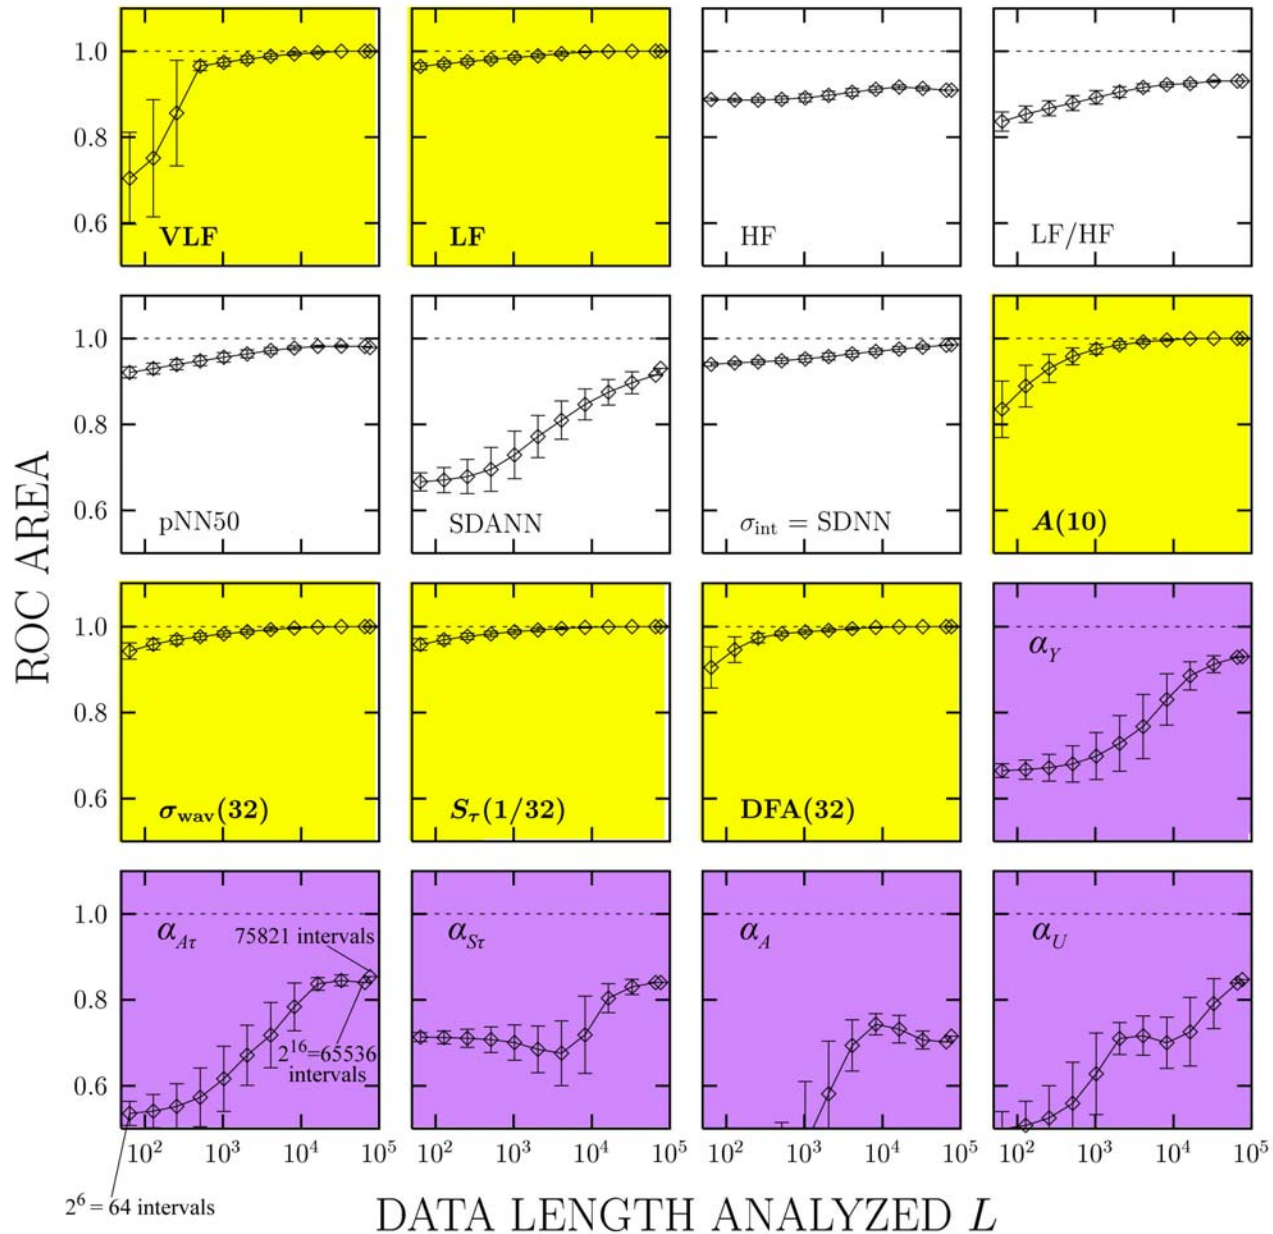 1.0
0.8
0.6
VLF
LF
HF
LF/HF
1.0
0.8
0.6
pNN50
SDANN
σint = SDNN
A(10)
ROC AREA
1.0
0.8
0.6
σwav(32)
Sτ(1/32)
DFA(32)
αY
1.0
0.8
0.6
αAτ
75821 intervals
2^16=65536
intervals
αSτ
αA
αU
10^2 10^3 10^4 10^5
10^2 10^3 10^4 10^5
10^2 10^3 10^4 10^5
10^2 10^3 10^4 10^5
2^6 = 64 intervals
DATA LENGTH ANALYZED L